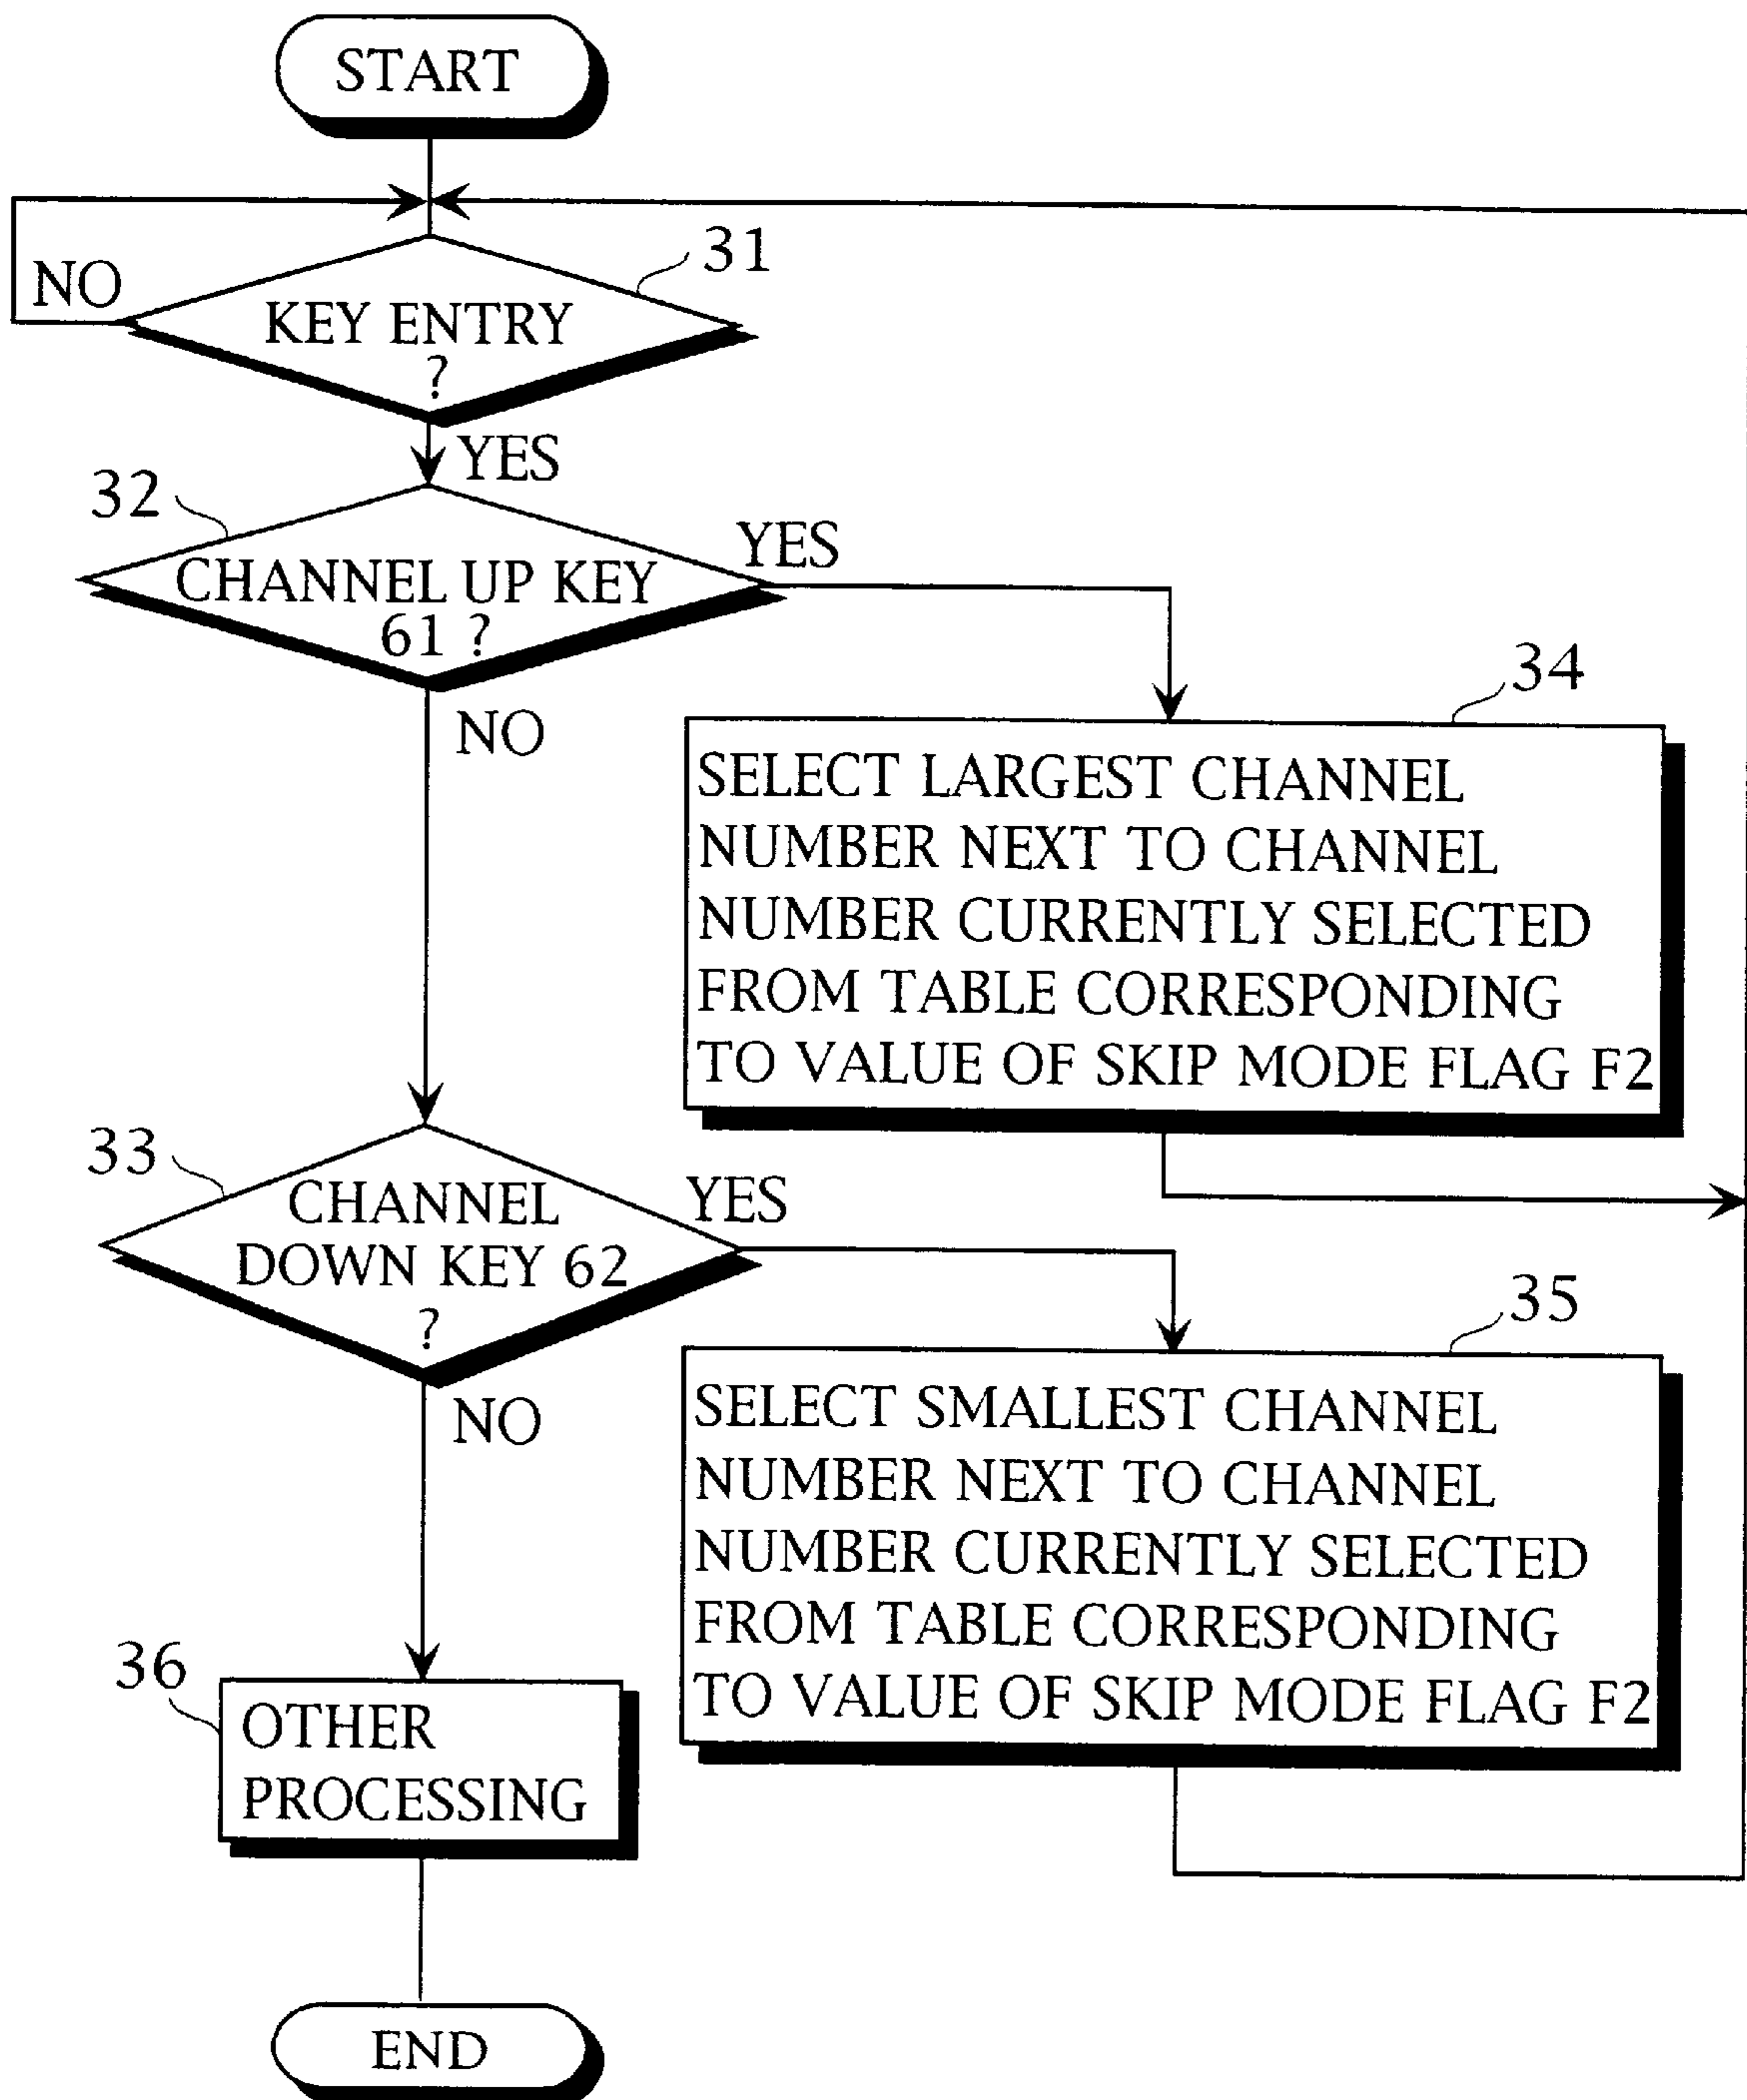 START
31
NO
KEY ENTRY
?
YES
32
YES
CHANNEL UP KEY
61 ?
NO
34
SELECT LARGEST CHANNEL
NUMBER NEXT TO CHANNEL
NUMBER CURRENTLY SELECTED
FROM TABLE CORRESPONDING
TO VALUE OF SKIP MODE FLAG F2
33
YES
CHANNEL
DOWN KEY 62
?
NO
35
SELECT SMALLEST CHANNEL
NUMBER NEXT TO CHANNEL
NUMBER CURRENTLY SELECTED
FROM TABLE CORRESPONDING
TO VALUE OF SKIP MODE FLAG F2
36
OTHER
PROCESSING
END